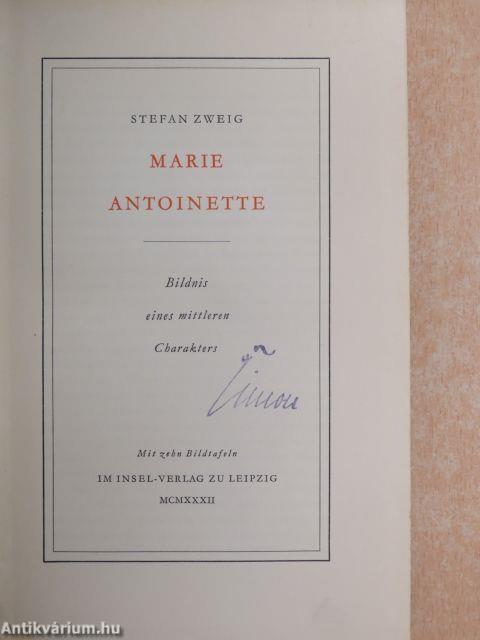 STEFAN ZWEIG
MARIE
ANTOINETTE
Bildnis
eines mittleren
Charakters
Simon
Mit zehn Bildtafeln
IM INSEL-VERLAG ZU LEIPZIG
MCMXXXII
Antikvárium.hu